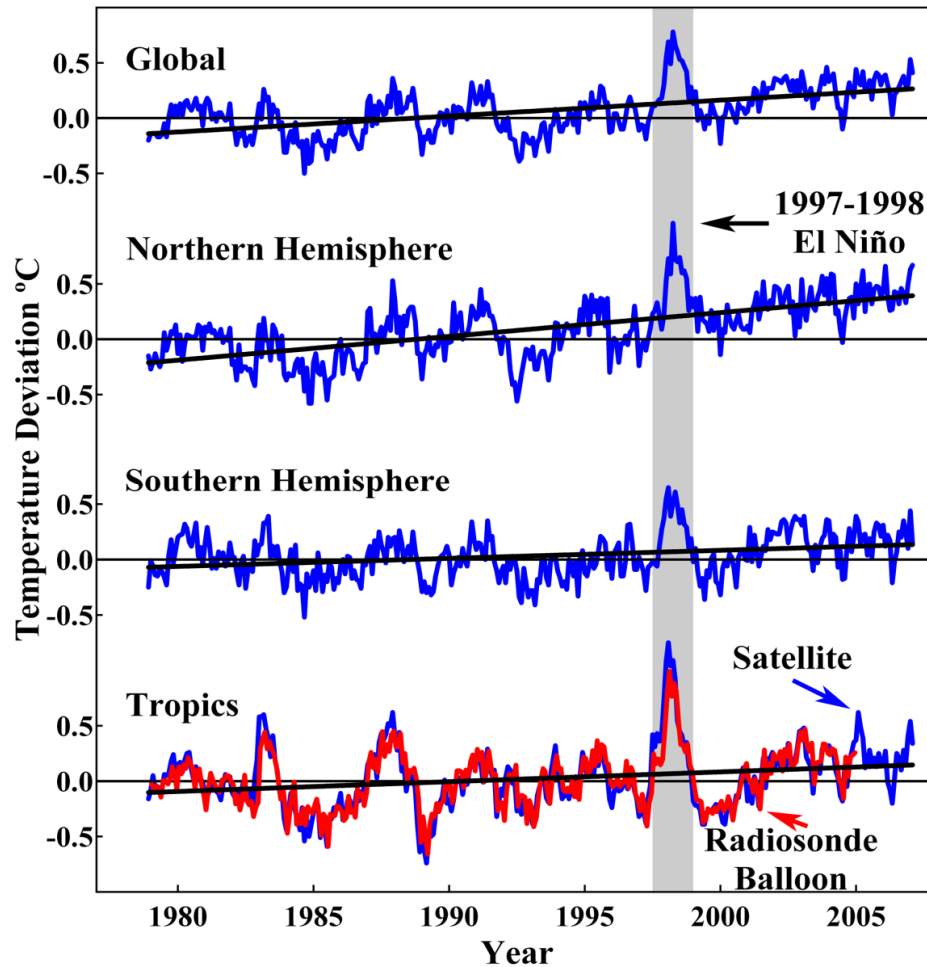 Global
0.5
0.0
-0.5
1997-1998
El Niño
Northern Hemisphere
0.5
0.0
-0.5
Temperature Deviation ºC
Southern Hemisphere
0.5
0.0
-0.5
Satellite
Tropics
0.5
0.0
-0.5
Radiosonde
Balloon
1980 1985 1990 1995 2000 2005
Year